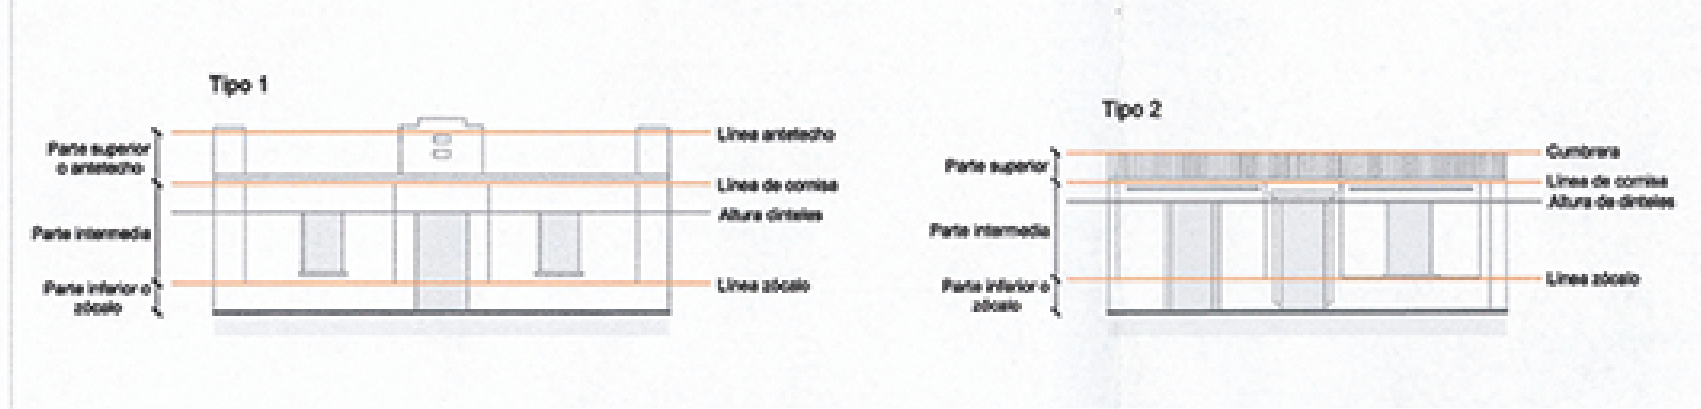 Tipo 1
Parte superior
o antetecho
Parte intermedia
Parte inferior o
zócalo
Línea antetecho
Línea de cornisa
Altura dinteles
Línea zócalo
Tipo 2
Parte superior
Parte intermedia
Parte inferior o
zócalo
Cumbrera
Línea de cornisa
Altura de dinteles
Línea zócalo